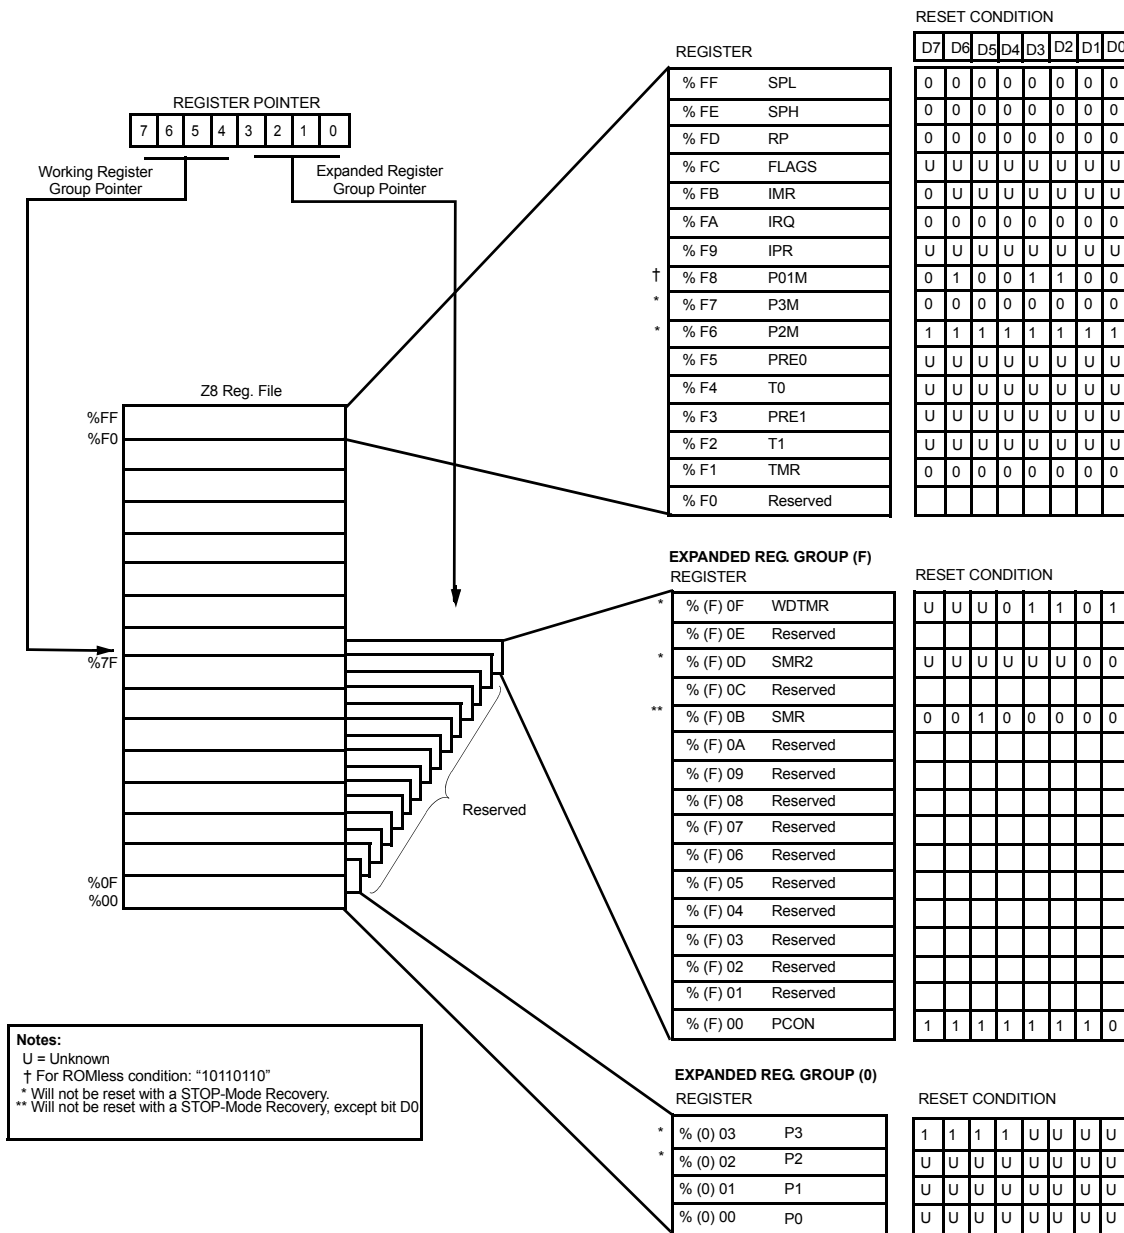 REGISTER POINTER
7 6 5 4 3 2 1 0
Working Register
Group Pointer
Expanded Register
Group Pointer
Z8 Reg. File
%FF
%F0
%7F
%0F
%00
Reserved
REGISTER
RESET CONDITION
D7 D6 D5 D4 D3 D2 D1 D0
% FF SPL 0 0 0 0 0 0 0 0
% FE SPH 0 0 0 0 0 0 0 0
% FD RP 0 0 0 0 0 0 0 0
% FC FLAGS U U U U U U U U
% FB IMR 0 U U U U U U U
% FA IRQ 0 0 0 0 0 0 0 0
% F9 IPR U U U U U U U U
† % F8 P01M 0 1 0 0 1 1 0 0
* % F7 P3M 0 0 0 0 0 0 0 0
* % F6 P2M 1 1 1 1 1 1 1 1
% F5 PRE0 U U U U U U U U
% F4 T0 U U U U U U U U
% F3 PRE1 U U U U U U U U
% F2 T1 U U U U U U U U
% F1 TMR 0 0 0 0 0 0 0 0
% F0 Reserved
EXPANDED REG. GROUP (F)
REGISTER
RESET CONDITION
* % (F) 0F WDTMR U U U 0 1 1 0 1
% (F) 0E Reserved
* % (F) 0D SMR2 U U U U U U 0 0
% (F) 0C Reserved
** % (F) 0B SMR 0 0 1 0 0 0 0 0
% (F) 0A Reserved
% (F) 09 Reserved
% (F) 08 Reserved
% (F) 07 Reserved
% (F) 06 Reserved
% (F) 05 Reserved
% (F) 04 Reserved
% (F) 03 Reserved
% (F) 02 Reserved
% (F) 01 Reserved
% (F) 00 PCON 1 1 1 1 1 1 1 0
EXPANDED REG. GROUP (0)
REGISTER
RESET CONDITION
* % (0) 03 P3 1 1 1 1 U U U U
* % (0) 02 P2 U U U U U U U U
% (0) 01 P1 U U U U U U U U
% (0) 00 P0 U U U U U U U U
Notes:
U = Unknown
† For ROMless condition: “10110110”
* Will not be reset with a STOP-Mode Recovery.
** Will not be reset with a STOP-Mode Recovery, except bit D0